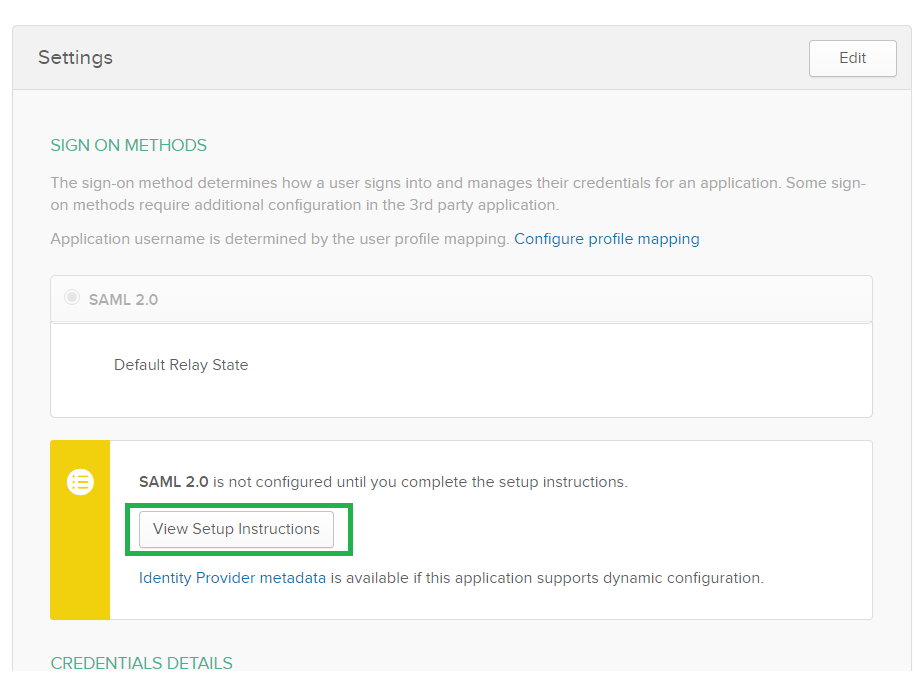 Settings
Edit
SIGN ON METHODS
The sign-on method determines how a user signs into and manages their credentials for an application. Some sign-
on methods require additional configuration in the 3rd party application.
Application username is determined by the user profile mapping. Configure profile mapping
SAML 2.0
Default Relay State
SAML 2.0 is not configured until you complete the setup instructions.
View Setup Instructions
Identity Provider metadata is available if this application supports dynamic configuration.
CREDENTIALS DETAILS